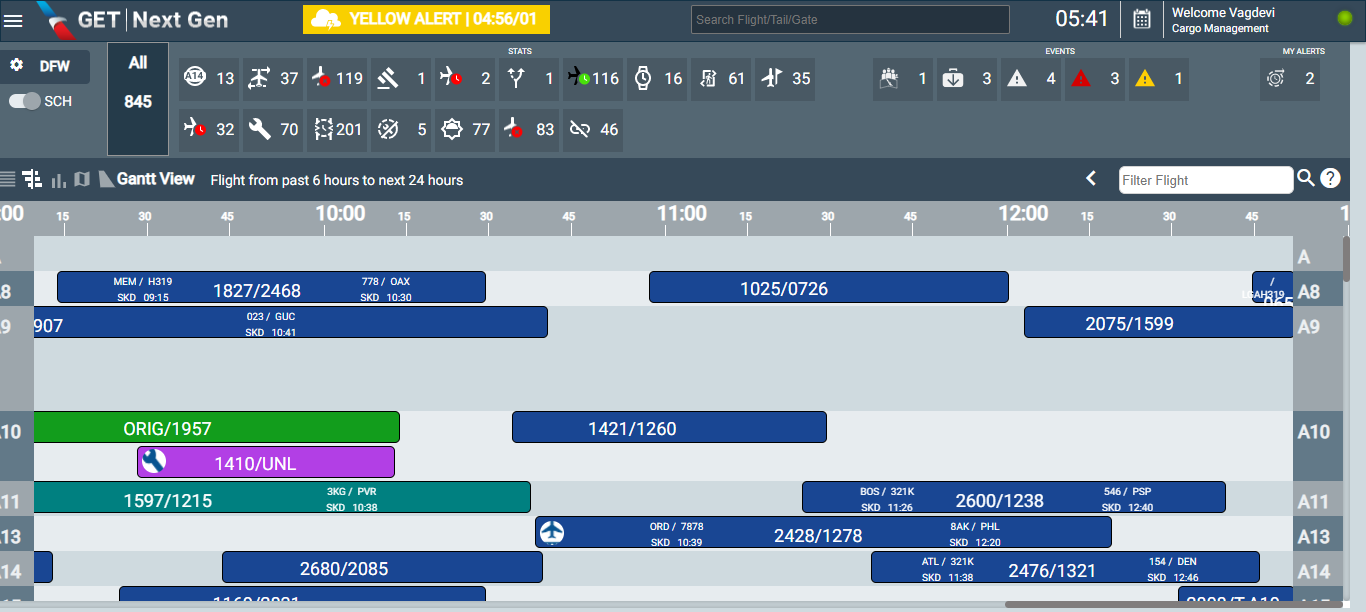 GET | Next Gen
YELLOW ALERT | 04:56/01
Search Flight/Tail/Gate
05:41
Welcome Vagdevi
Cargo Management
DFW
SCH
All
845
STATS
A14 13 37 119 1 2 1 116 16 61 35
32 70 201 5 77 83 46
EVENTS
1 3 4 3 1
MY ALERTS
2
Gantt View
Flight from past 6 hours to next 24 hours
Filter Flight
?
:00 15 30 45 10:00 15 30 45 11:00 15 30 45 12:00 15 30 45 1
A
A8
MEM / H319
SKD 09:15
1827/2468
778 / OAX
SKD 10:30
1025/0726
/
H319
A8
A9
907
023 / GUC
SKD 10:41
2075/1599
A9
A10
ORIG/1957
1421/1260
A10
1410/UNL
A11
1597/1215
3KG / PVR
SKD 10:38
BOS / 321K
SKD 11:26
2600/1238
546 / PSP
SKD 12:40
A11
A13
ORD / 7878
SKD 10:39
2428/1278
8AK / PHL
SKD 12:20
A13
A14
2680/2085
ATL / 321K
SKD 11:38
2476/1321
154 / DEN
SKD 12:46
A14